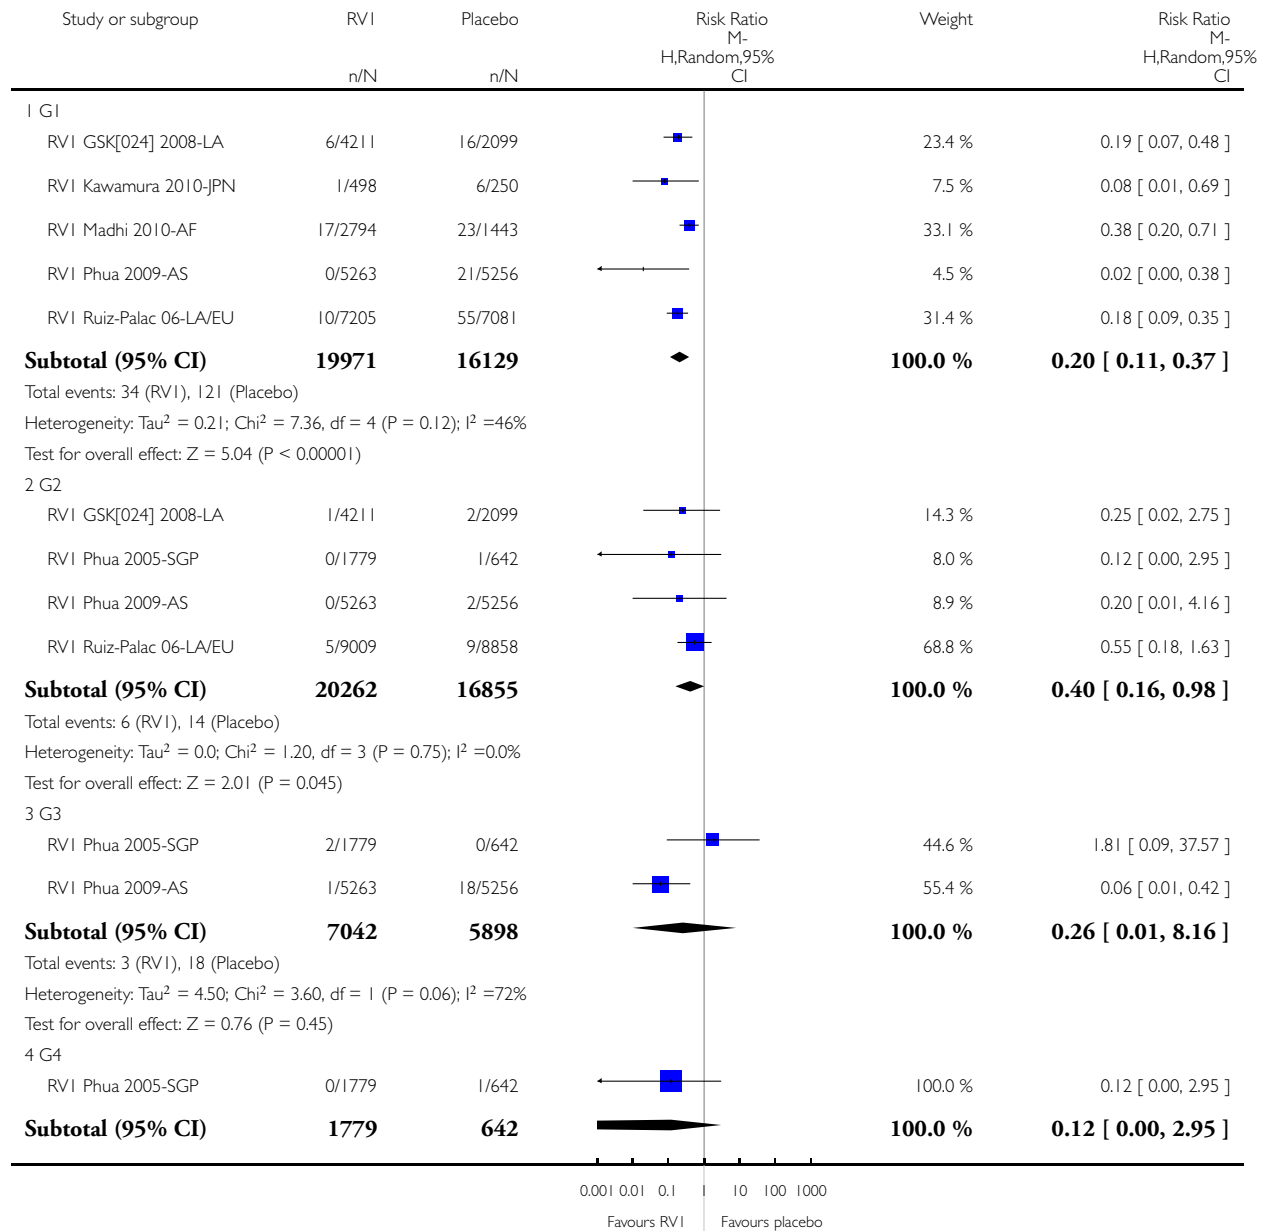 Study or subgroup RV1 Placebo Risk Ratio Weight Risk Ratio
M- M-
H,Random,95% H,Random,95%
n/N n/N CI CI
1 G1
RV1 GSK[024] 2008-LA 6/4211 16/2099 23.4 % 0.19 [ 0.07, 0.48 ]
RV1 Kawamura 2010-JPN 1/498 6/250 7.5 % 0.08 [ 0.01, 0.69 ]
RV1 Madhi 2010-AF 17/2794 23/1443 33.1 % 0.38 [ 0.20, 0.71 ]
RV1 Phua 2009-AS 0/5263 21/5256 4.5 % 0.02 [ 0.00, 0.38 ]
RV1 Ruiz-Palac 06-LA/EU 10/7205 55/7081 31.4 % 0.18 [ 0.09, 0.35 ]
Subtotal (95% CI) 19971 16129 100.0 % 0.20 [ 0.11, 0.37 ]
Total events: 34 (RV1), 121 (Placebo)
Heterogeneity: Tau² = 0.21; Chi² = 7.36, df = 4 (P = 0.12); I² =46%
Test for overall effect: Z = 5.04 (P < 0.00001)
2 G2
RV1 GSK[024] 2008-LA 1/4211 2/2099 14.3 % 0.25 [ 0.02, 2.75 ]
RV1 Phua 2005-SGP 0/1779 1/642 8.0 % 0.12 [ 0.00, 2.95 ]
RV1 Phua 2009-AS 0/5263 2/5256 8.9 % 0.20 [ 0.01, 4.16 ]
RV1 Ruiz-Palac 06-LA/EU 5/9009 9/8858 68.8 % 0.55 [ 0.18, 1.63 ]
Subtotal (95% CI) 20262 16855 100.0 % 0.40 [ 0.16, 0.98 ]
Total events: 6 (RV1), 14 (Placebo)
Heterogeneity: Tau² = 0.0; Chi² = 1.20, df = 3 (P = 0.75); I² =0.0%
Test for overall effect: Z = 2.01 (P = 0.045)
3 G3
RV1 Phua 2005-SGP 2/1779 0/642 44.6 % 1.81 [ 0.09, 37.57 ]
RV1 Phua 2009-AS 1/5263 18/5256 55.4 % 0.06 [ 0.01, 0.42 ]
Subtotal (95% CI) 7042 5898 100.0 % 0.26 [ 0.01, 8.16 ]
Total events: 3 (RV1), 18 (Placebo)
Heterogeneity: Tau² = 4.50; Chi² = 3.60, df = 1 (P = 0.06); I² =72%
Test for overall effect: Z = 0.76 (P = 0.45)
4 G4
RV1 Phua 2005-SGP 0/1779 1/642 100.0 % 0.12 [ 0.00, 2.95 ]
Subtotal (95% CI) 1779 642 100.0 % 0.12 [ 0.00, 2.95 ]
0.001 0.01 0.1 1 10 100 1000
Favours RV1 Favours placebo